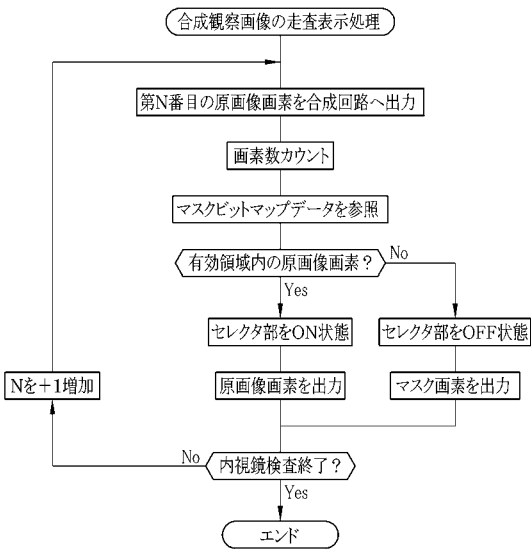 合成観察画像の走査表示処理
第N番目の原画像画素を合成回路へ出力
画素数カウント
マスクビットマップデータを参照
有効領域内の原画像画素？
No
Yes
セレクタ部をON状態
セレクタ部をOFF状態
Nを＋1増加
原画像画素を出力
マスク画素を出力
No
内視鏡検査終了？
Yes
エンド